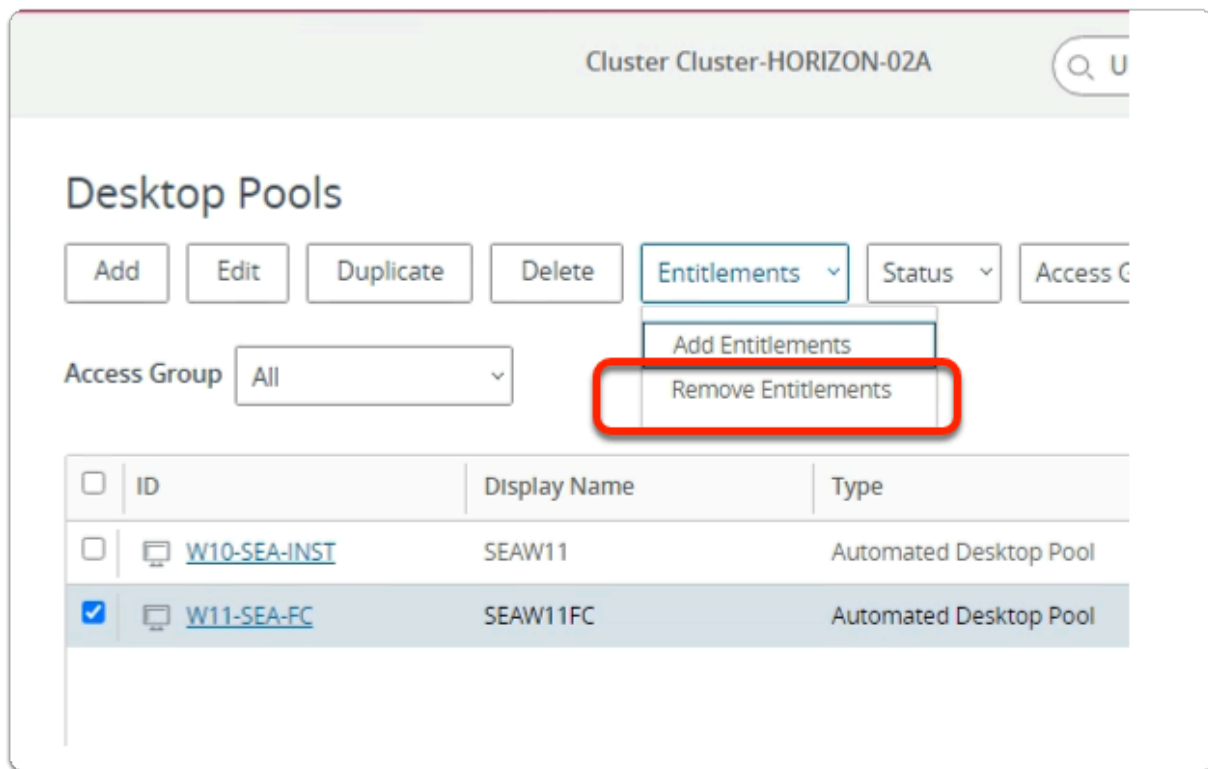 Cluster Cluster-HORIZON-02A
U
Desktop Pools
Add Edit Duplicate Delete Entitlements Status Access G
Add Entitlements
Access Group All
Remove Entitlements
ID Display Name Type
W10-SEA-INST SEAW11 Automated Desktop Pool
W11-SEA-FC SEAW11FC Automated Desktop Pool